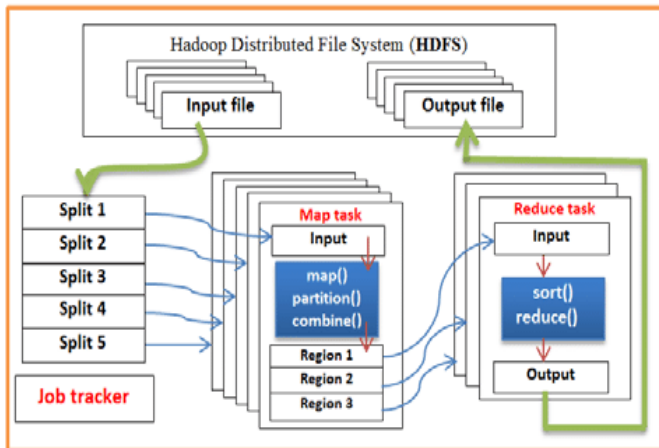 Hadoop Distributed File System (HDFS)
Input file
Output file
Split 1
Split 2
Split 3
Split 4
Split 5
Job tracker
Map task
Input
map()
partition()
combine()
Region 1
Region 2
Region 3
Reduce task
Input
sort()
reduce()
Output